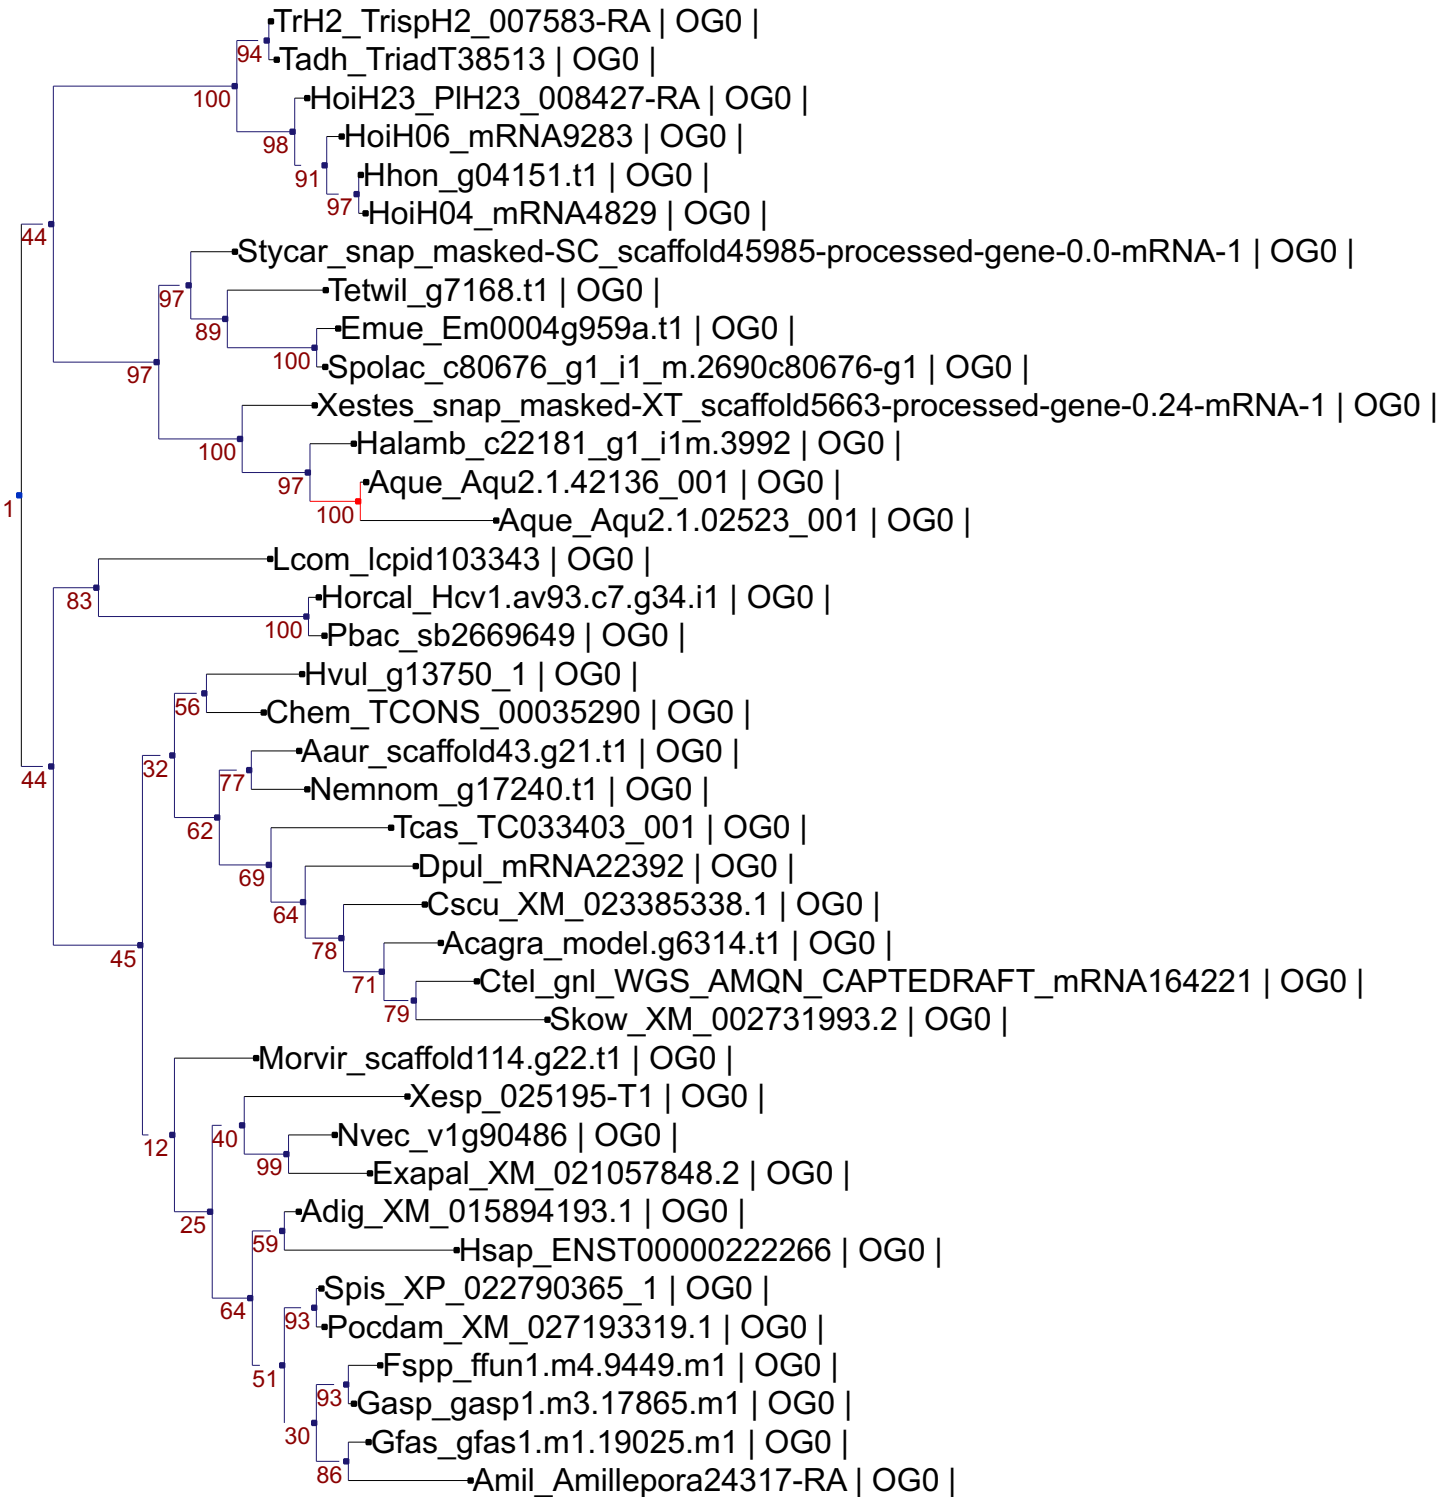 TrH2_TrispH2_007583-RA | OG0 |
94
Tadh_TriadT38513 | OG0 |
100
HoiH23_PlH23_008427-RA | OG0 |
98
HoiH06_mRNA9283 | OG0 |
91
Hhon_g04151.t1 | OG0 |
97
HoiH04_mRNA4829 | OG0 |
44
Stycar_snap_masked-SC_scaffold45985-processed-gene-0.0-mRNA-1 | OG0 |
97
Tetwil_g7168.t1 | OG0 |
89
Emue_Em0004g959a.t1 | OG0 |
100
Spolac_c80676_g1_i1_m.2690c80676-g1 | OG0 |
97
Xestes_snap_masked-XT_scaffold5663-processed-gene-0.24-mRNA-1 | OG0 |
100
Halamb_c22181_g1_i1m.3992 | OG0 |
97
Aque_Aqu2.1.42136_001 | OG0 |
1
100
Aque_Aqu2.1.02523_001 | OG0 |
Lcom_lcpid103343 | OG0 |
83
Horcal_Hcv1.av93.c7.g34.i1 | OG0 |
100
Pbac_sb2669649 | OG0 |
Hvul_g13750_1 | OG0 |
56
Chem_TCONS_00035290 | OG0 |
Aaur_scaffold43.g21.t1 | OG0 |
44
32
77
Nemnom_g17240.t1 | OG0 |
62
Tcas_TC033403_001 | OG0 |
69
Dpul_mRNA22392 | OG0 |
64
Cscu_XM_023385338.1 | OG0 |
45
78
Acagra_model.g6314.t1 | OG0 |
71
Ctel_gnl_WGS_AMQN_CAPTEDRAFT_mRNA164221 | OG0 |
79
Skow_XM_002731993.2 | OG0 |
Morvir_scaffold114.g22.t1 | OG0 |
Xesp_025195-T1 | OG0 |
12
40
Nvec_v1g90486 | OG0 |
99
Exapal_XM_021057848.2 | OG0 |
25
Adig_XM_015894193.1 | OG0 |
59
Hsap_ENST00000222266 | OG0 |
64
Spis_XP_022790365_1 | OG0 |
93
Pocdam_XM_027193319.1 | OG0 |
51
Fspp_ffun1.m4.9449.m1 | OG0 |
93
Gasp_gasp1.m3.17865.m1 | OG0 |
30
Gfas_gfas1.m1.19025.m1 | OG0 |
86
Amil_Amillepora24317-RA | OG0 |